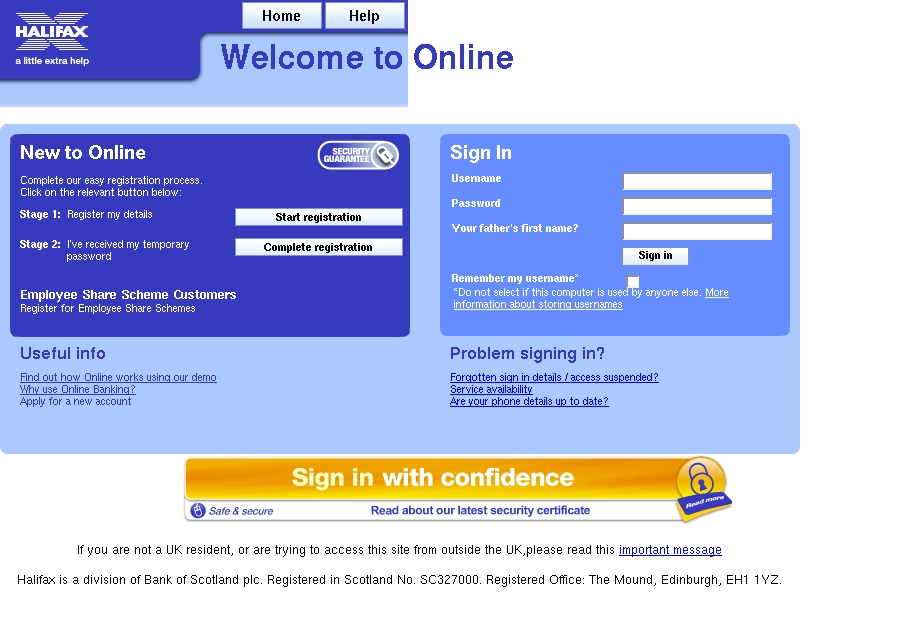 HALIFAX
a little extra help
Home
Help
Welcome to Online
New to Online
SECURITY
GUARANTEE
Complete our easy registration process.
Click on the relevant button below:
Stage 1: Register my details
Start registration
Stage 2: I've received my temporary
password
Complete registration
Employee Share Scheme Customers
Register for Employee Share Schemes
Sign In
Username
Password
Your father's first name?
Sign in
Remember my username*
*Do not select if this computer is used by anyone else. More
information about storing usernames
Useful info
Find out how Online works using our demo
Why use Online Banking?
Apply for a new account
Problem signing in?
Forgotten sign in details / access suspended?
Service availability
Are your phone details up to date?
Sign in with confidence
Safe & secure
Read about our latest security certificate
Read more
If you are not a UK resident, or are trying to access this site from outside the UK,please read this important message
Halifax is a division of Bank of Scotland plc. Registered in Scotland No. SC327000. Registered Office: The Mound, Edinburgh, EH1 1YZ.